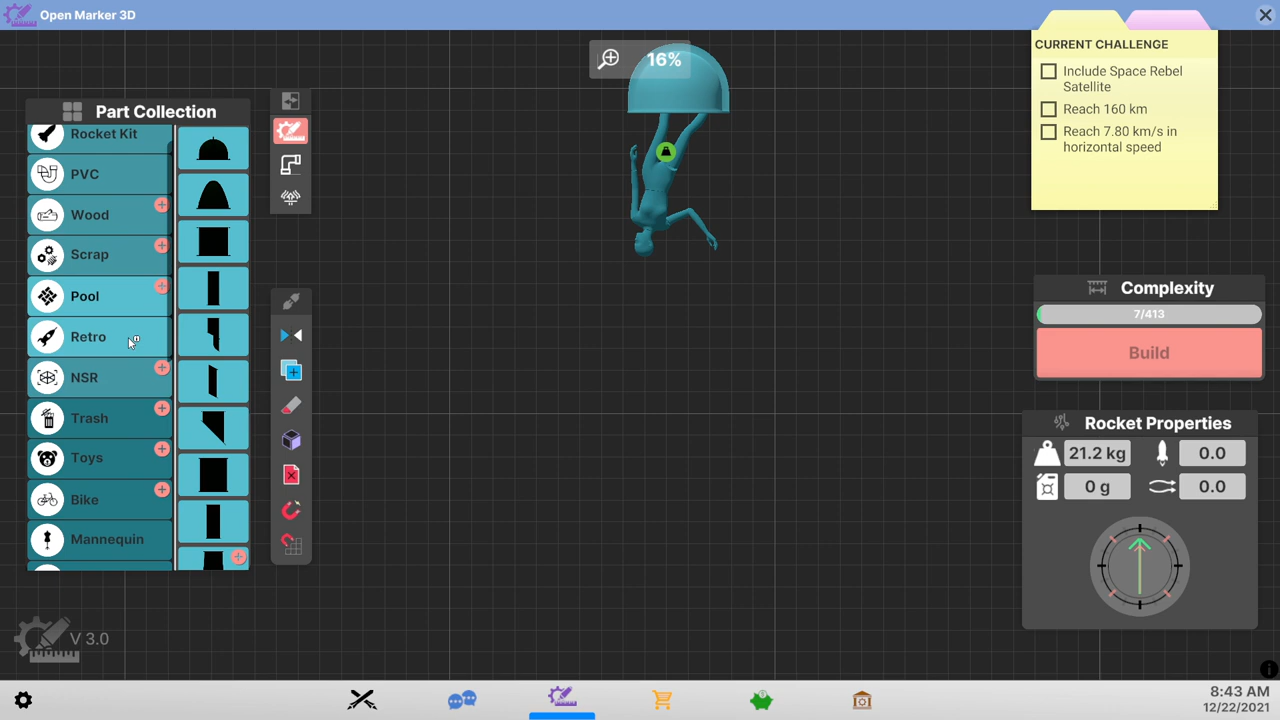 Open Marker 3D
16%
CURRENT CHALLENGE
Include Space Rebel
Satellite
Reach 160 km
Reach 7.80 km/s in
horizontal speed
Part Collection
Rocket Kit
PVC
Wood
Scrap
Pool
Retro
NSR
Trash
Toys
Bike
Mannequin
Complexity
7/413
Build
Rocket Properties
21.2 kg
0.0
0 g
0.0
V 3.0
8:43 AM
12/22/2021